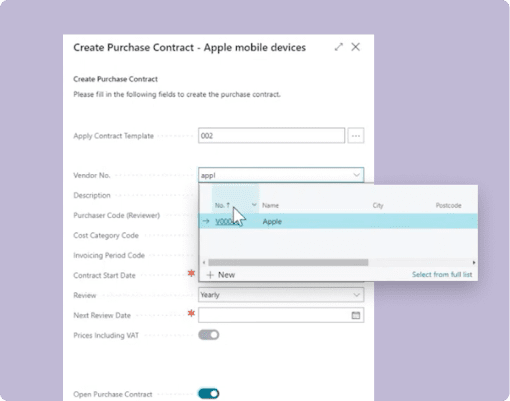 Create Purchase Contract - Apple mobile devices
Create Purchase Contract
Please fill in the following fields to create the purchase contract.
Apply Contract Template
002
Vendor No.
appl
Description
No. ↑
Name
City
Postcode
Purchaser Code (Reviewer)
Apple
Cost Category Code
Invoicing Period Code
Contract Start Date
*
+ New
Select from full list
Review
Yearly
Next Review Date
*
Prices Including VAT
Open Purchase Contract